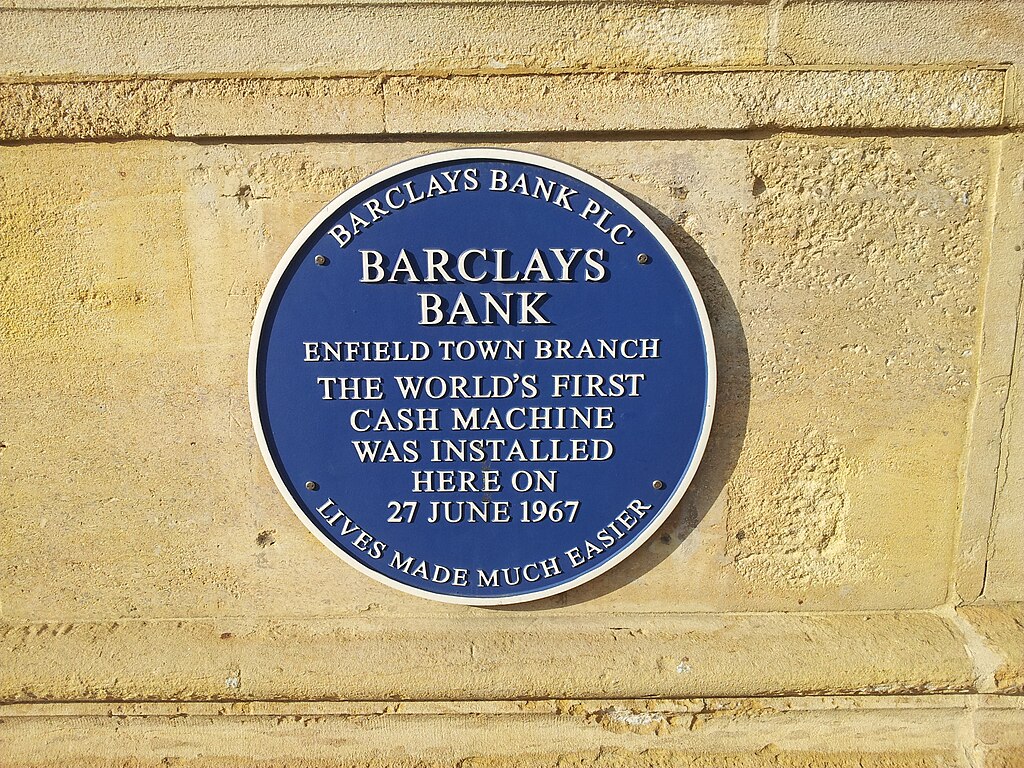 BARCLAYS BANK PLC
BARCLAYS
BANK
ENFIELD TOWN BRANCH
THE WORLD'S FIRST
CASH MACHINE
WAS INSTALLED
HERE ON
27 JUNE 1967
LIVES MADE MUCH EASIER